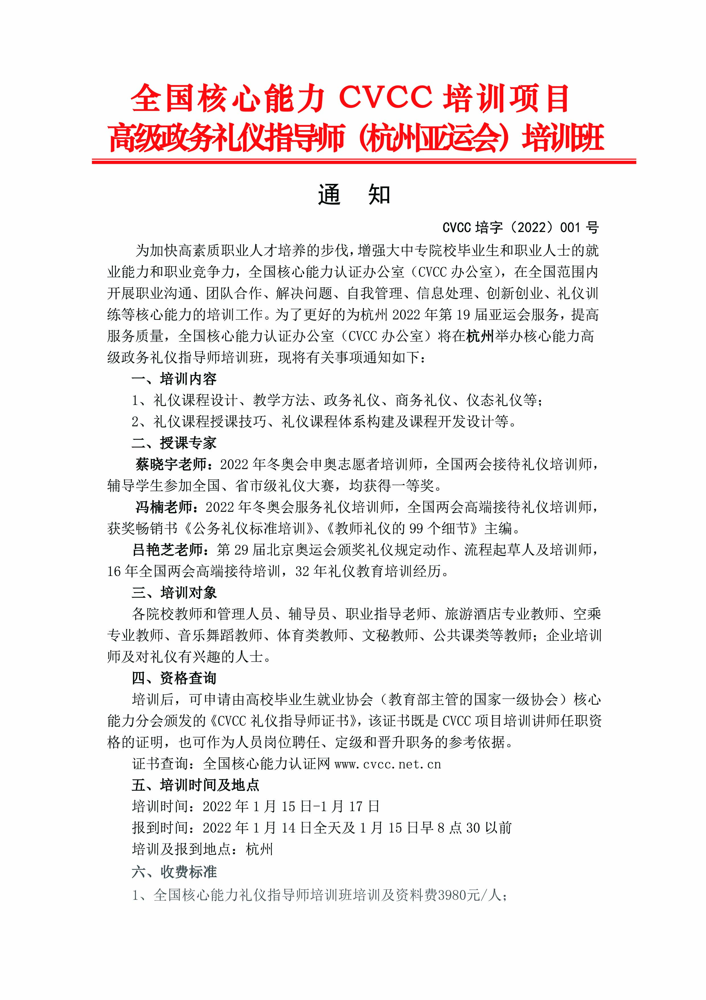 全国核心能力 CVCC 培训项目
高级政务礼仪指导师（杭州亚运会）培训班
通 知
CVCC 培字（2022）001 号
为加快高素质职业人才培养的步伐，增强大中专院校毕业生和职业人士的就
业能力和职业竞争力，全国核心能力认证办公室（CVCC 办公室），在全国范围内
开展职业沟通、团队合作、解决问题、自我管理、信息处理、创新创业、礼仪训
练等核心能力的培训工作。为了更好的为杭州 2022 年第 19 届亚运会服务，提高
服务质量，全国核心能力认证办公室（CVCC 办公室）将在杭州举办核心能力高
级政务礼仪指导师培训班，现将有关事项通知如下：
一、培训内容
1、礼仪课程设计、教学方法、政务礼仪、商务礼仪、仪态礼仪等；
2、礼仪课程授课技巧、礼仪课程体系构建及课程开发设计等。
二、授课专家
蔡晓宇老师：2022 年冬奥会申奥志愿者培训师，全国两会接待礼仪培训师，
辅导学生参加全国、省市级礼仪大赛，均获得一等奖。
冯楠老师：2022 年冬奥会服务礼仪培训师，全国两会高端接待礼仪培训师，
获奖畅销书《公务礼仪标准培训》、《教师礼仪的 99 个细节》主编。
吕艳芝老师：第 29 届北京奥运会颁奖礼仪规定动作、流程起草人及培训师，
16 年全国两会高端接待培训，32 年礼仪教育培训经历。
三、培训对象
各院校教师和管理人员、辅导员、职业指导老师、旅游酒店专业教师、空乘
专业教师、音乐舞蹈教师、体育类教师、文秘教师、公共课类等教师；企业培训
师及对礼仪有兴趣的人士。
四、资格查询
培训后，可申请由高校毕业生就业协会（教育部主管的国家一级协会）核心
能力分会颁发的《CVCC 礼仪指导师证书》，该证书既是 CVCC 项目培训讲师任职资
格的证明，也可作为人员岗位聘任、定级和晋升职务的参考依据。
证书查询：全国核心能力认证网 www.cvcc.net.cn
五、培训时间及地点
培训时间：2022 年 1 月 15 日-1 月 17 日
报到时间：2022 年 1 月 14 日全天及 1 月 15 日早 8 点 30 以前
培训及报到地点：杭州
六、收费标准
1、全国核心能力礼仪指导师培训班培训及资料费3980元/人；